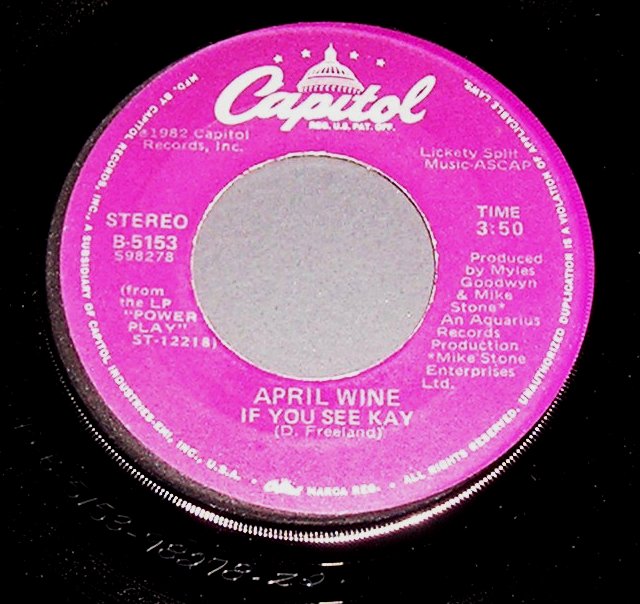 Capitol
REG. U.S. PAT. OFF.
©1982 Capitol
Records, Inc.
Lickety Split
Music-ASCAP
STEREO
B-5153
S98278
(from
the LP
"POWER
PLAY"
ST-12218)
TIME
3:50
Produced
by Myles
Goodwyn
& Mike
Stone*
An Aquarius
Records
Production
*Mike Stone
Enterprises
Ltd.
APRIL WINE
IF YOU SEE KAY
(D. Freeland)
MFD. BY CAPITOL RECORDS, INC., A SUBSIDIARY OF CAPITOL INDUSTRIES-EMI, INC., U.S.A. • Capitol MARCA REG. • ALL RIGHTS RESERVED. UNAUTHORIZED DUPLICATION IS A VIOLATION OF APPLICABLE LAWS.